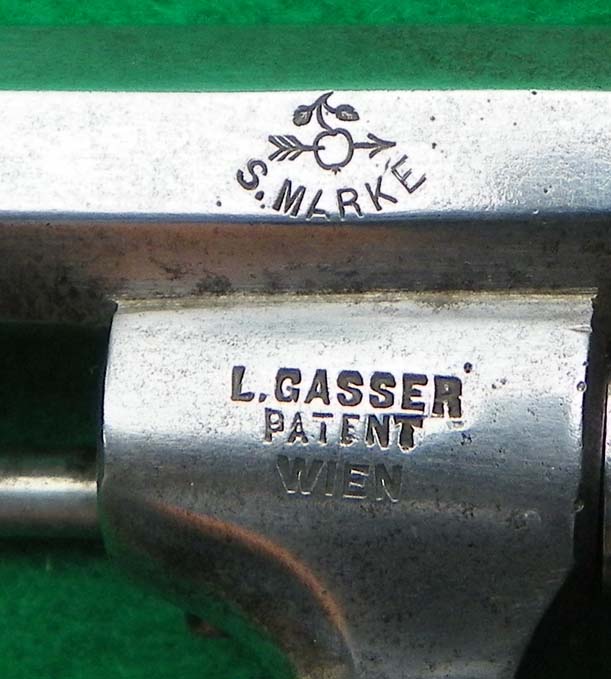 S. MARKE
L. GASSER
PATENT
WIEN